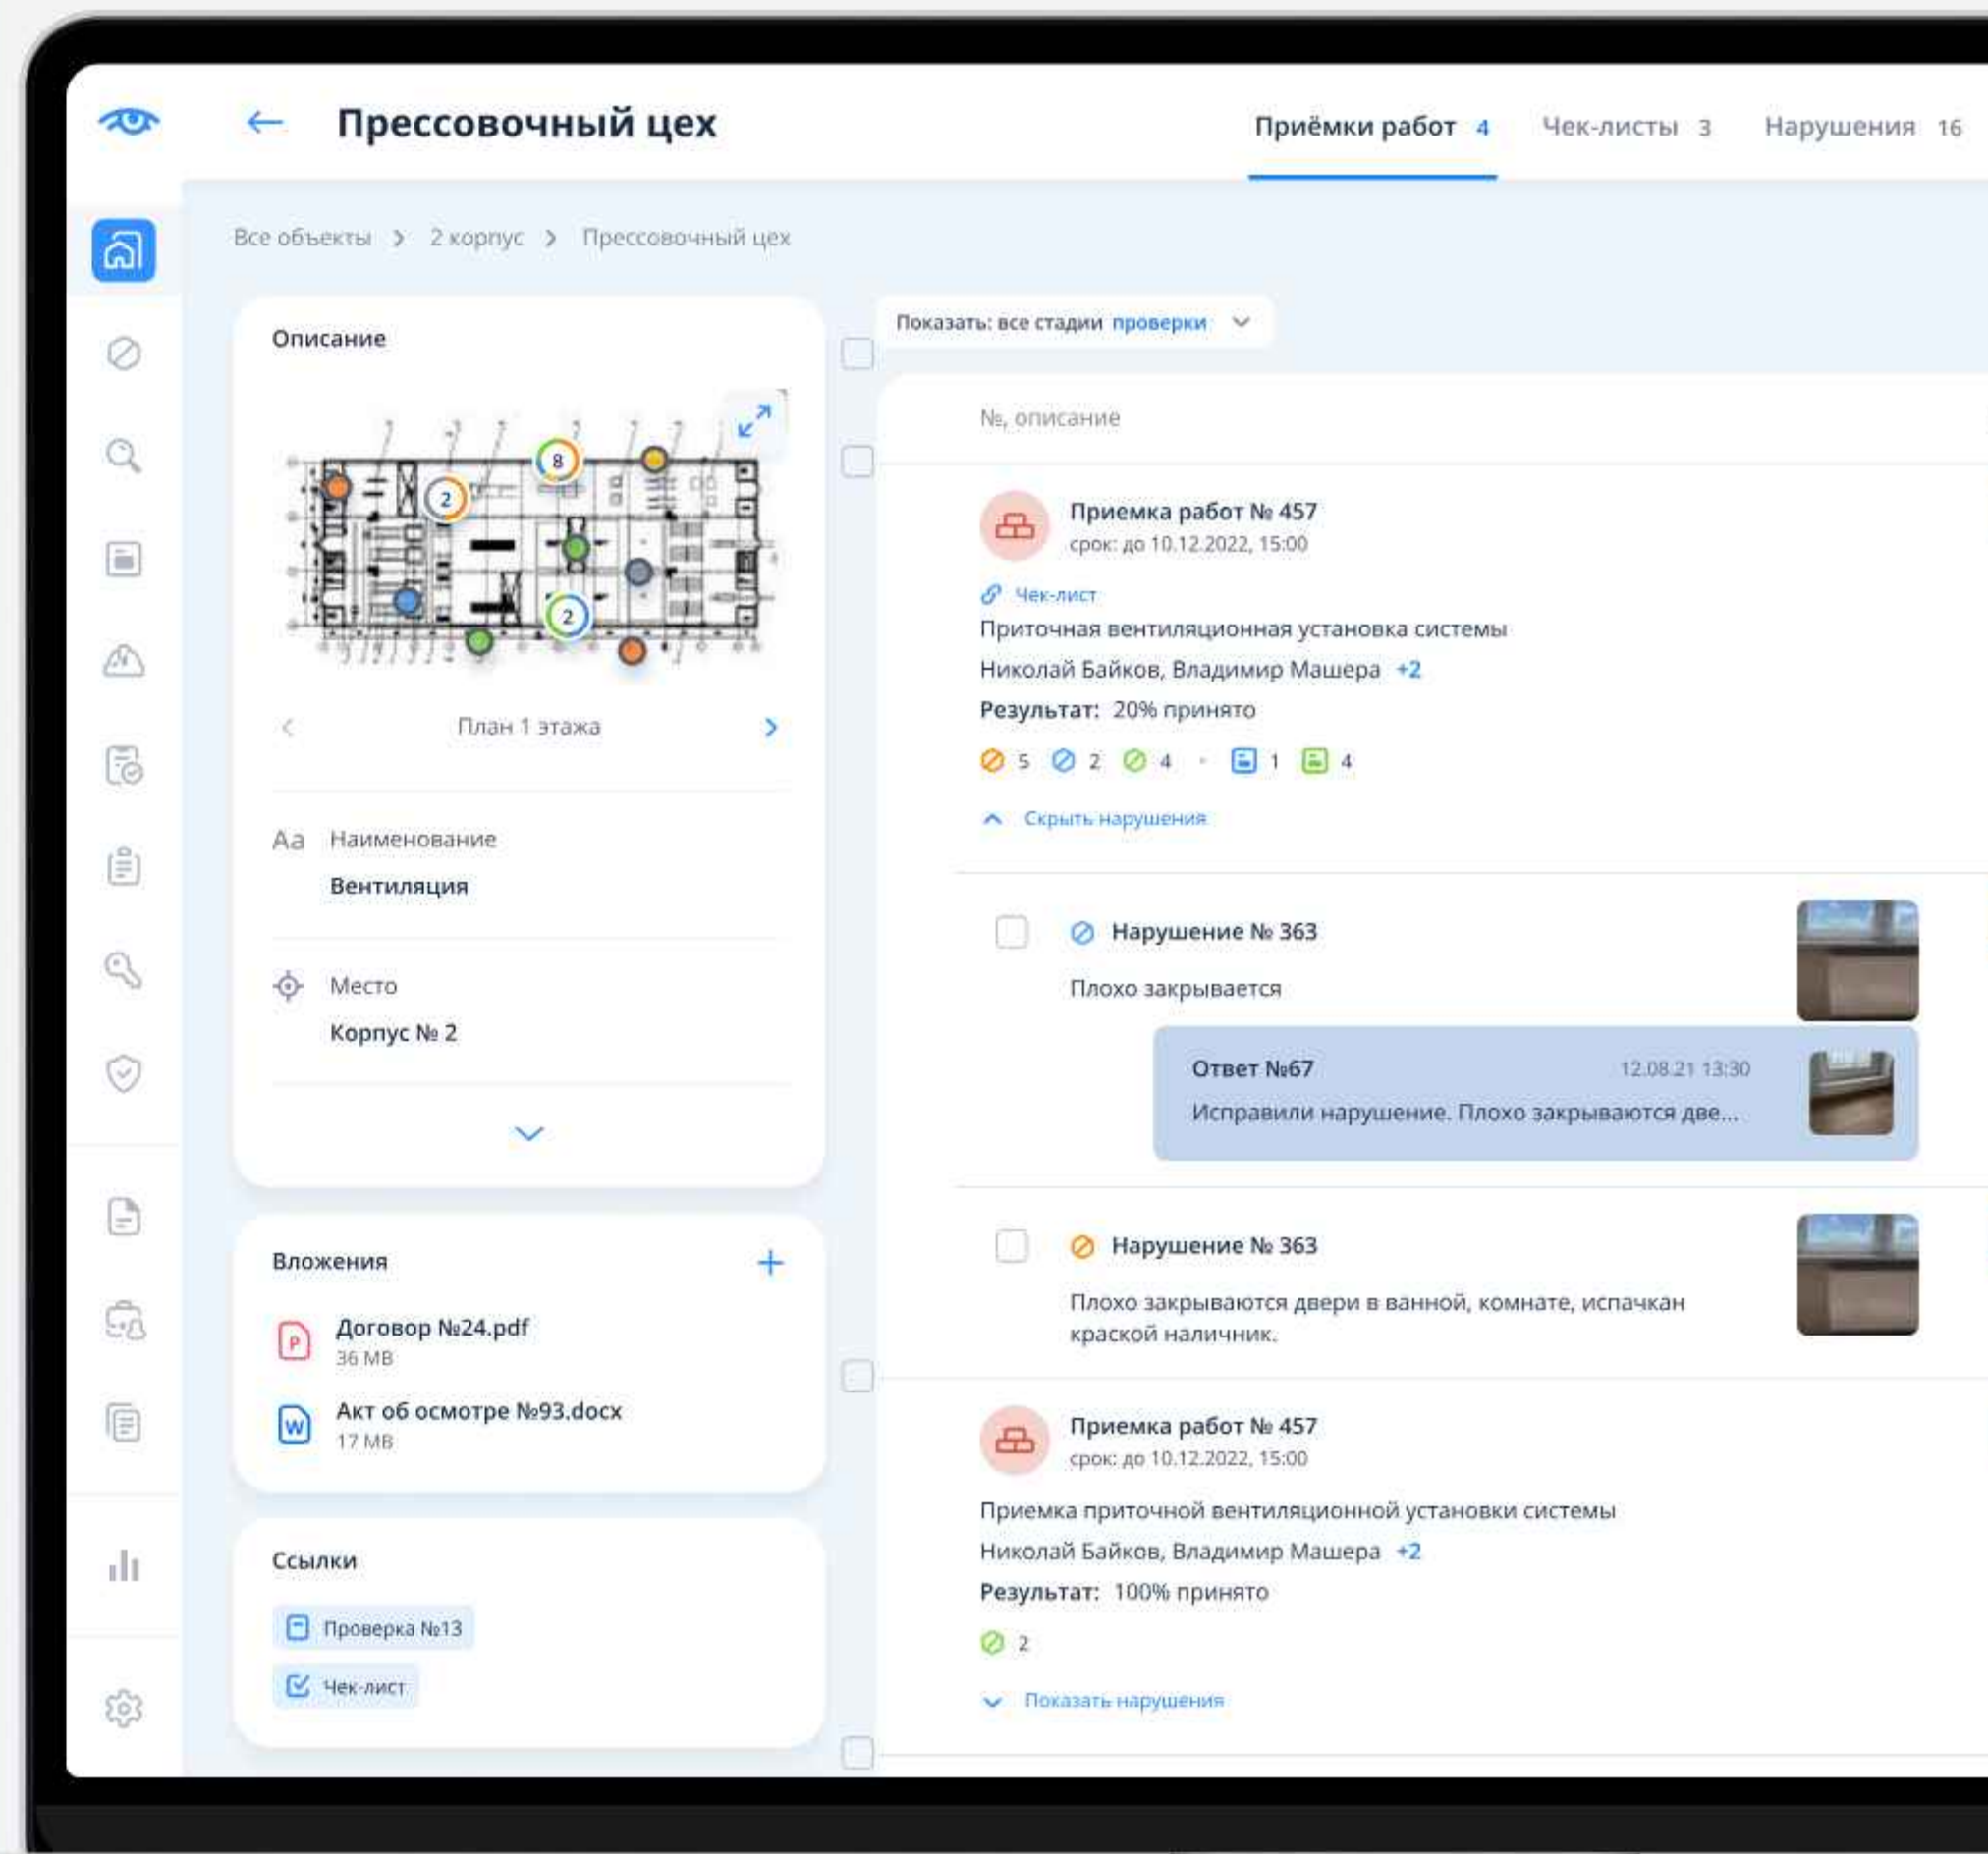 Прессовочный цех
Приёмки работ 4
Чек-листы 3
Нарушения 16
Все объекты
2 корпус
Прессовочный цех
Описание
8
2
2
План 1 этажа
Aa Наименование
Вентиляция
Место
Корпус № 2
Вложения
P
Договор №24.pdf
36 MB
W
Акт об осмотре №93.docx
17 MB
Ссылки
Проверка №13
Чек-лист
Показать: все стадии проверки
№, описание
Приемка работ № 457
срок: до 10.12.2022, 15:00
Чек-лист
Приточная вентиляционная установка системы
Николай Байков, Владимир Машера +2
Результат: 20% принято
5 2 4 1 4
Скрыть нарушения
Нарушение № 363
Плохо закрывается
Ответ №67 12.08.21 13:30
Исправили нарушение. Плохо закрываются две...
Нарушение № 363
Плохо закрываются двери в ванной, комнате, испачкан
краской наличник.
Приемка работ № 457
срок: до 10.12.2022, 15:00
Приемка приточной вентиляционной установки системы
Николай Байков, Владимир Машера +2
Результат: 100% принято
2
Показать нарушения